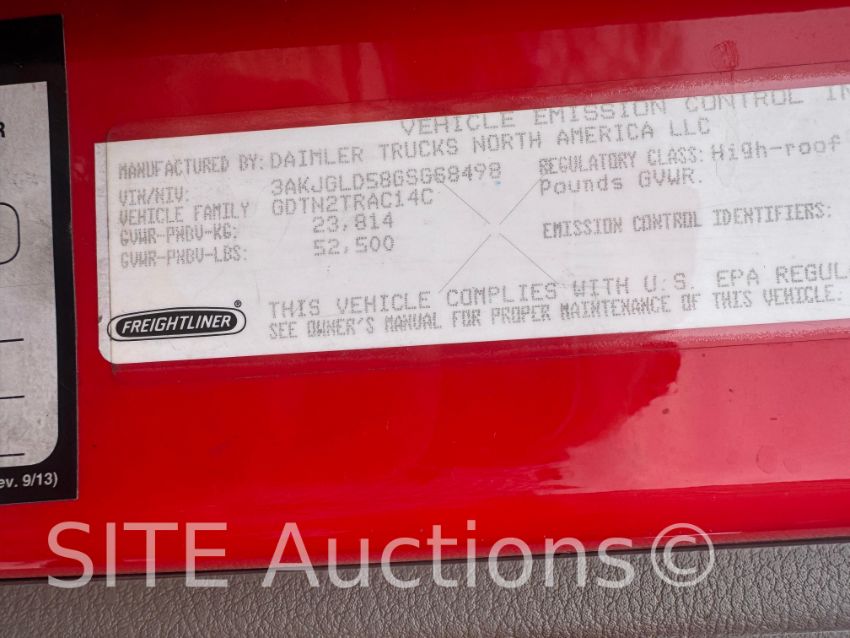 VEHICLE EMISSION CONTROL IN
MANUFACTURED BY: DAIMLER TRUCKS NORTH AMERICA LLC
VIN/NIV: 3AKJGLD58GSG68498
REGULATORY CLASS: High-roof
VEHICLE FAMILY GDTN2TRAC14C
Pounds GVWR.
GVWR-PNBV-KG: 23,814
EMISSION CONTROL IDENTIFIERS:
GVWR-PNBV-LBS: 52,500
THIS VEHICLE COMPLIES WITH U.S. EPA REGULA
SEE OWNER'S MANUAL FOR PROPER MAINTENANCE OF THIS VEHICLE.
FREIGHTLINER®
R
ev. 9/13)
SITE Auctions©